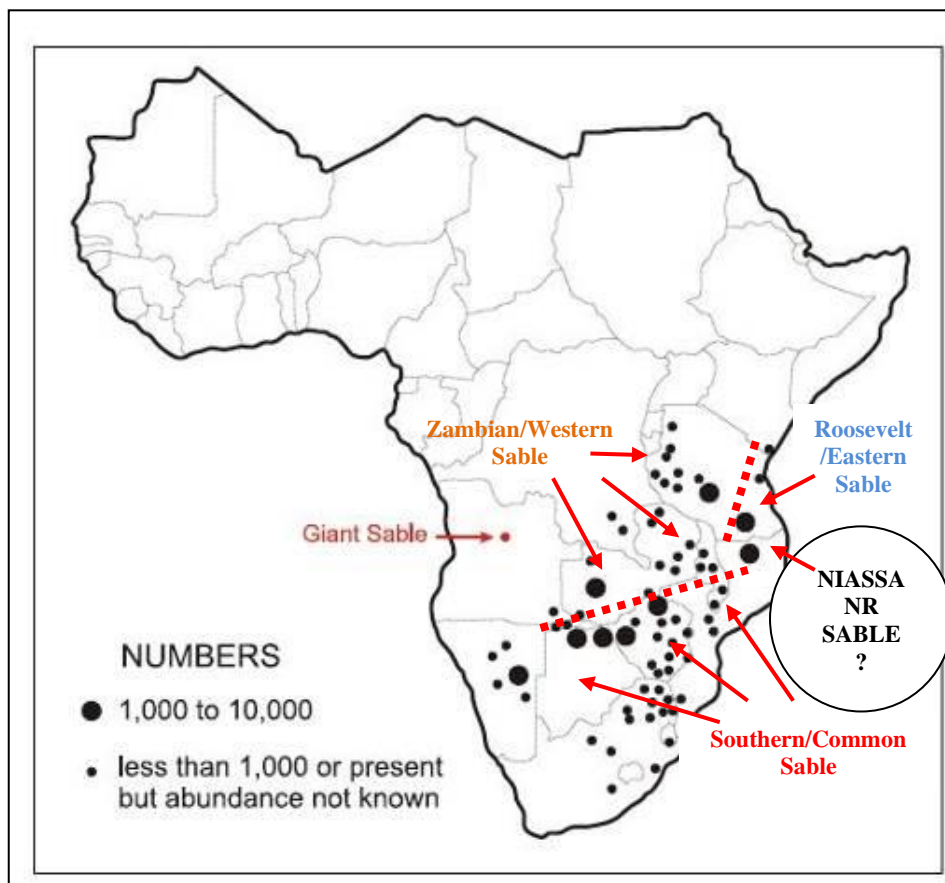 Zambian/Western
Sable
Roosevelt
/Eastern
Sable
Giant Sable
NIASSA
NR
SABLE
?
NUMBERS
1,000 to 10,000
less than 1,000 or present
but abundance not known
Southern/Common
Sable